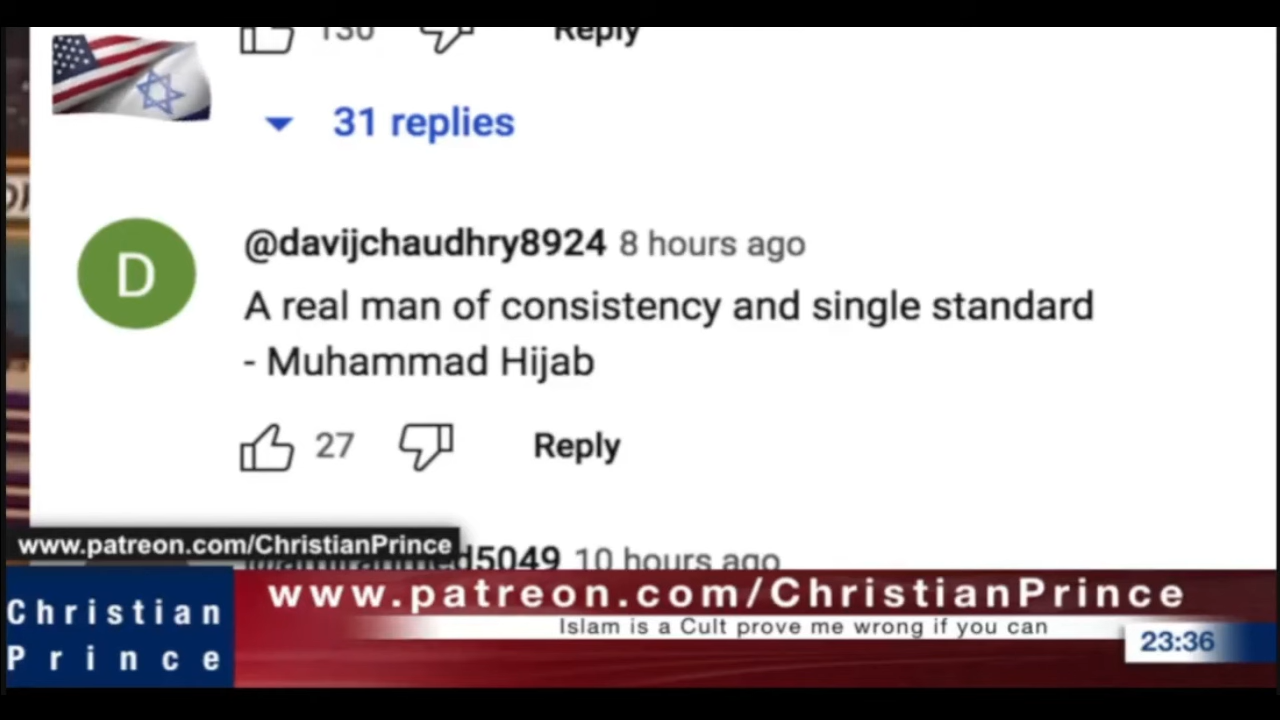 130 Reply
31 replies
D
@davijchaudhry8924 8 hours ago
A real man of consistency and single standard
- Muhammad Hijab
27 Reply
www.patreon.com/ChristianPrince
d5049 10 hours ago
www.patreon.com/ChristianPrince
Islam is a Cult prove me wrong if you can
Christian
Prince
23:36